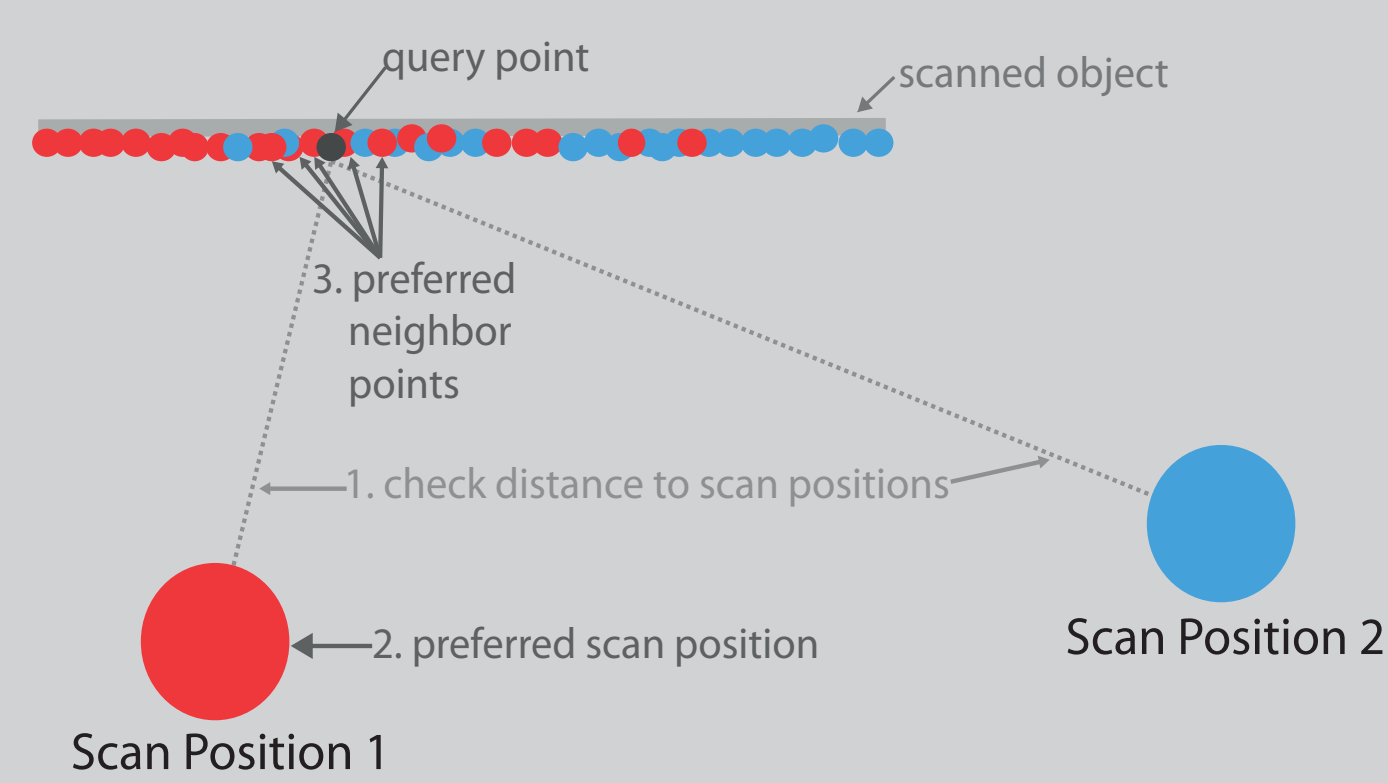 query point
scanned object
3. preferred
neighbor
points
1. check distance to scan positions
2. preferred scan position
Scan Position 2
Scan Position 1